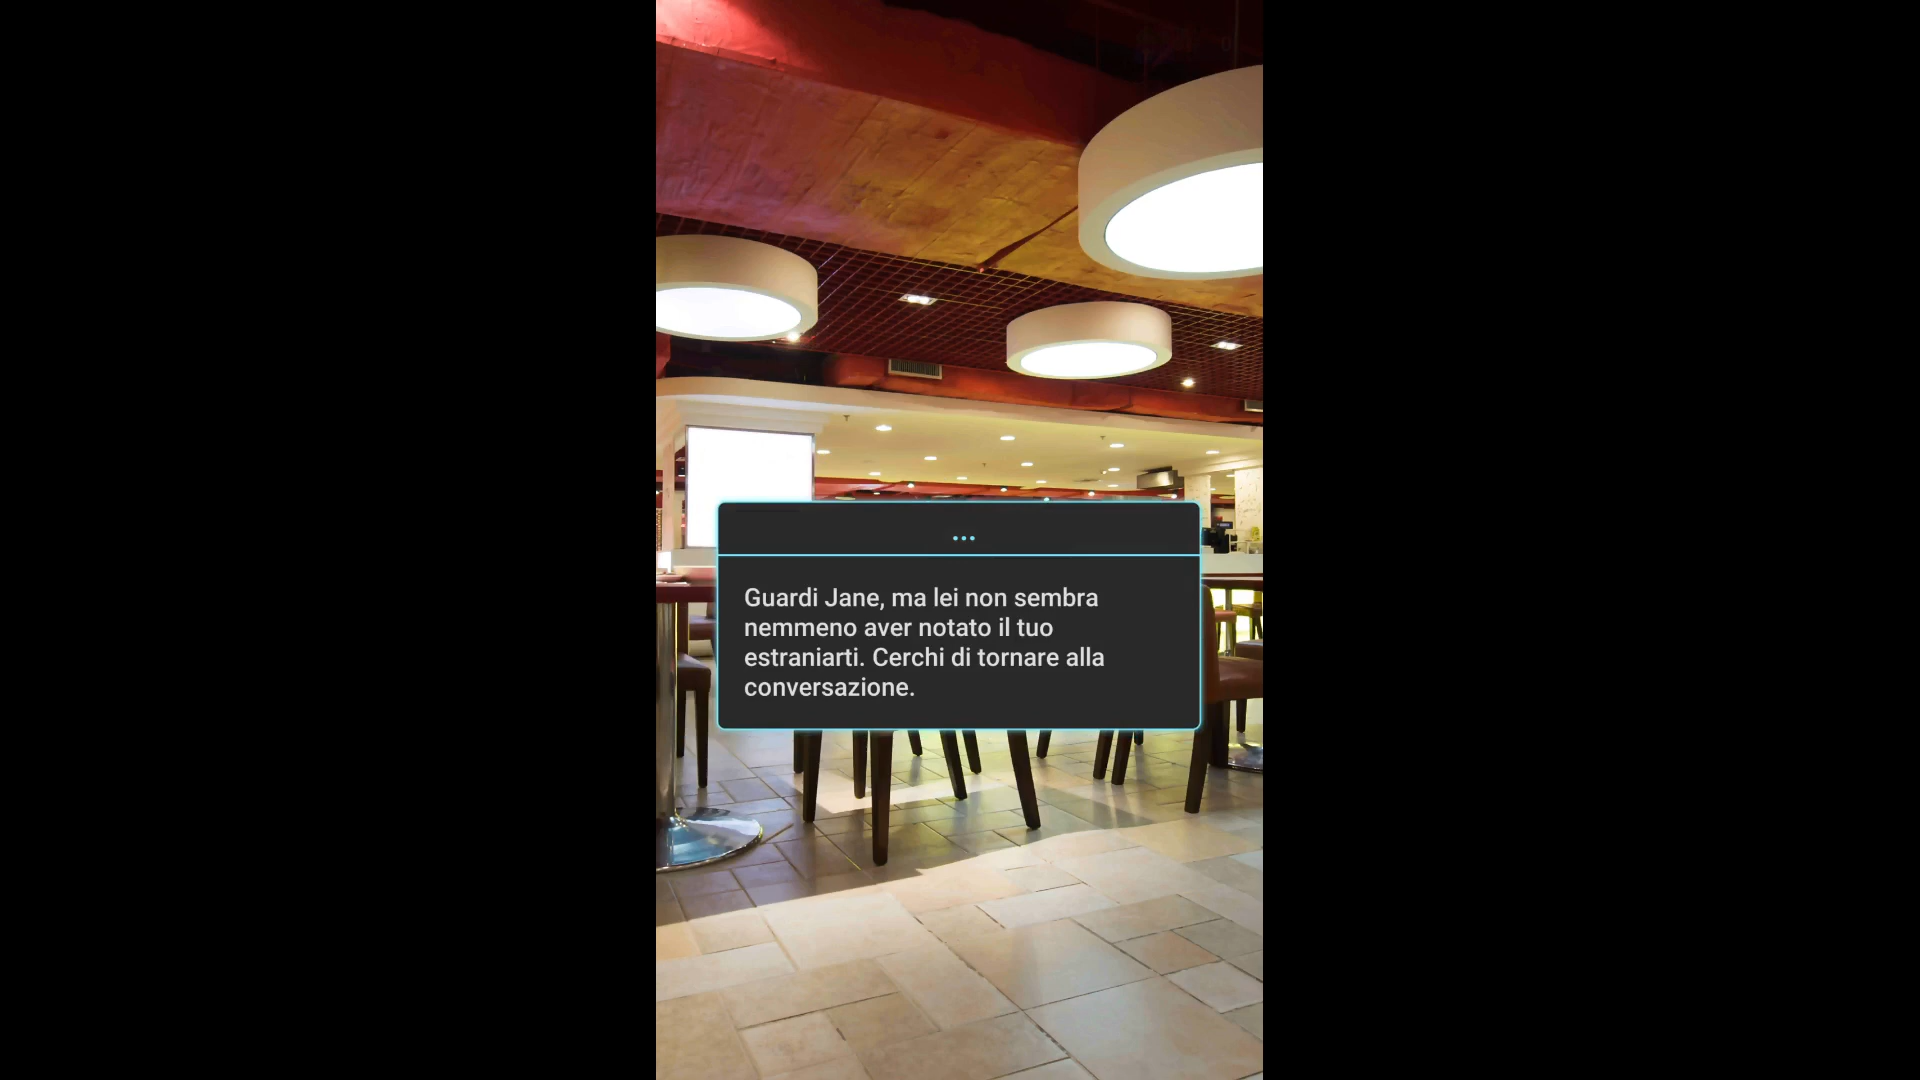 ...
Guardi Jane, ma lei non sembra
nemmeno aver notato il tuo
estraniarti. Cerchi di tornare alla
conversazione.